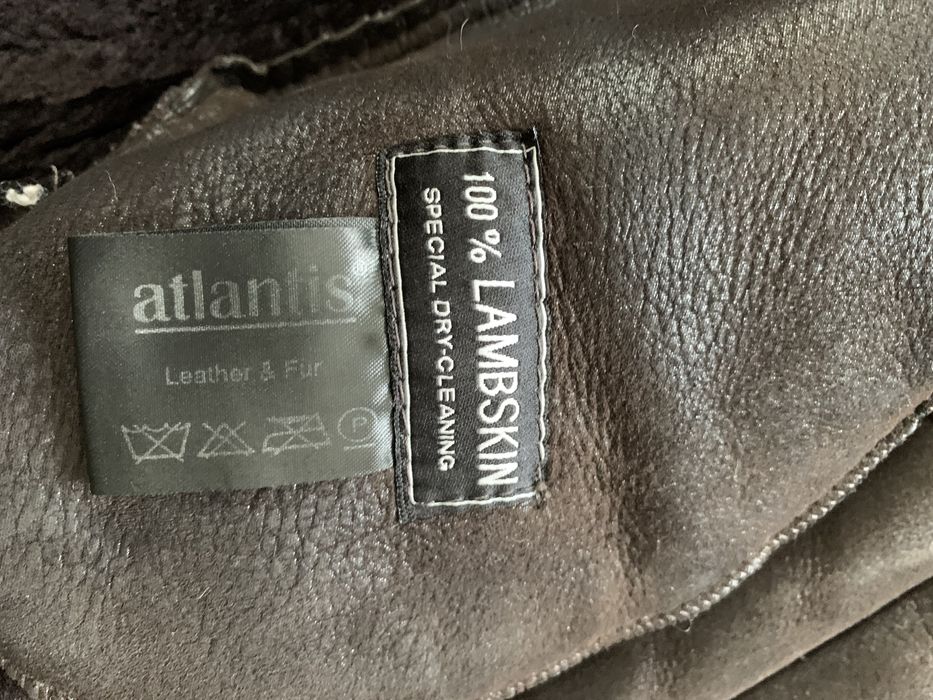 atlantis
Leather & Fur
P
100 % LAMBSKIN
SPECIAL DRY-CLEANING